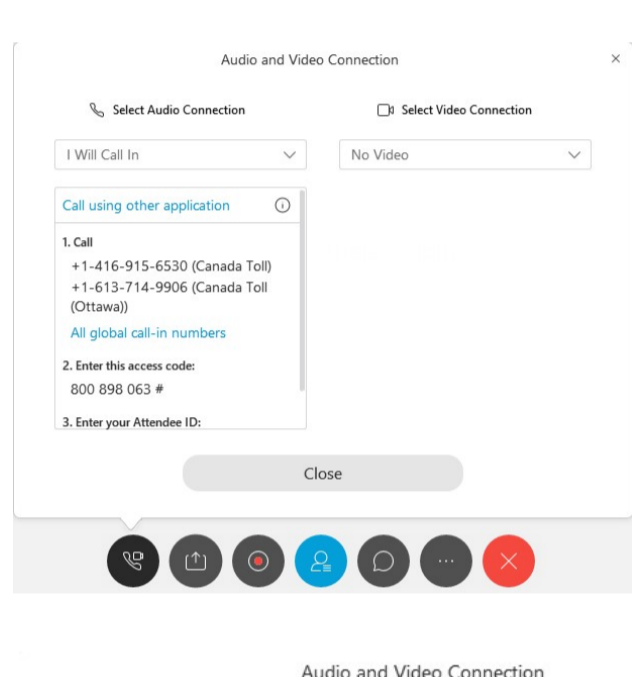 Audio and Video Connection
Select Audio Connection
Select Video Connection
I Will Call In
No Video
Call using other application
1. Call
+1-416-915-6530 (Canada Toll)
+1-613-714-9906 (Canada Toll
(Ottawa))
All global call-in numbers
2. Enter this access code:
800 898 063 #
3. Enter your Attendee ID:
Close
Audio and Video Connection